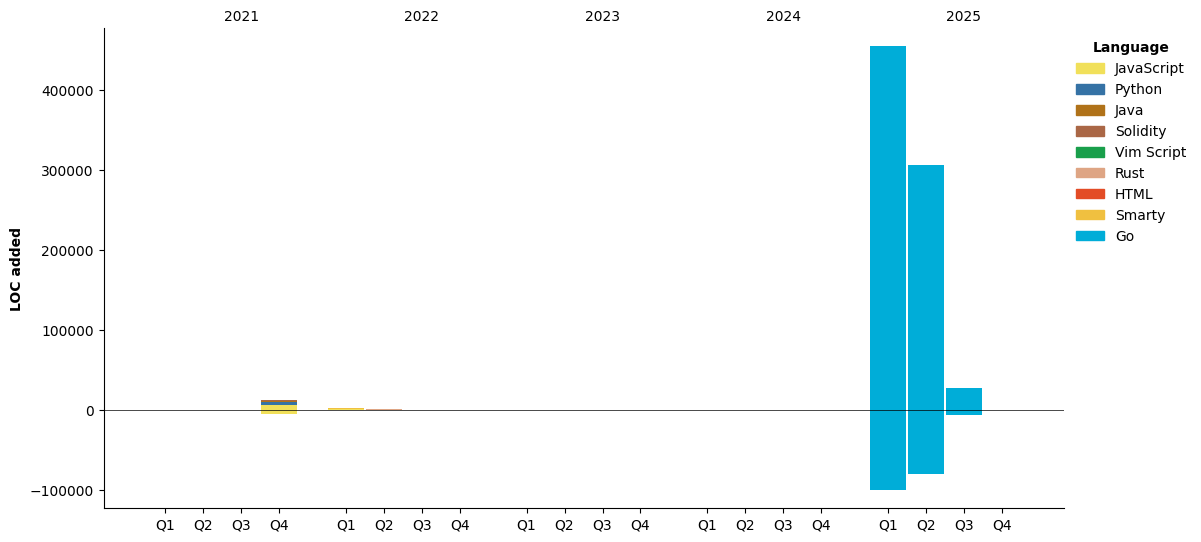 2021 2022 2023 2024 2025
Language
JavaScript
Python
Java
Solidity
Vim Script
Rust
HTML
Smarty
Go
LOC added
400000
300000
200000
100000
0
−100000
Q1 Q2 Q3 Q4 Q1 Q2 Q3 Q4 Q1 Q2 Q3 Q4 Q1 Q2 Q3 Q4 Q1 Q2 Q3 Q4